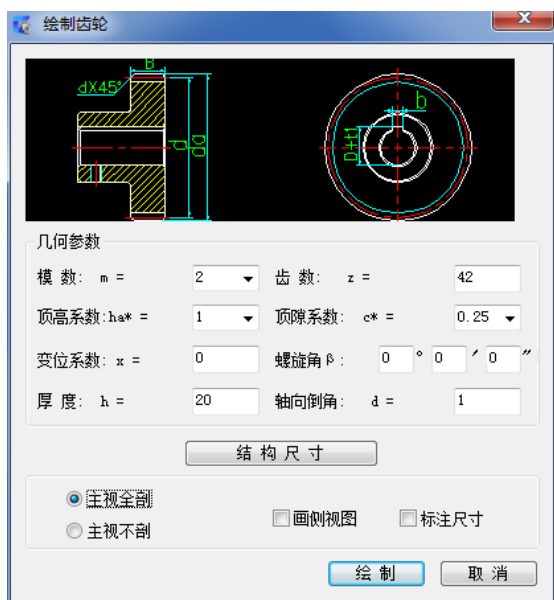 绘制齿轮
B
dX45°
d
da
b
D+t1
几何参数
模 数: m = 2 齿 数: z = 42
顶高系数:ha* = 1 顶隙系数: c* = 0.25
变位系数: x = 0 螺旋角β: 0 ° 0 ′ 0 ″
厚 度: h = 20 轴向倒角: d = 1
结 构 尺 寸
主视全剖
主视不剖
画侧视图 标注尺寸
绘 制 取 消